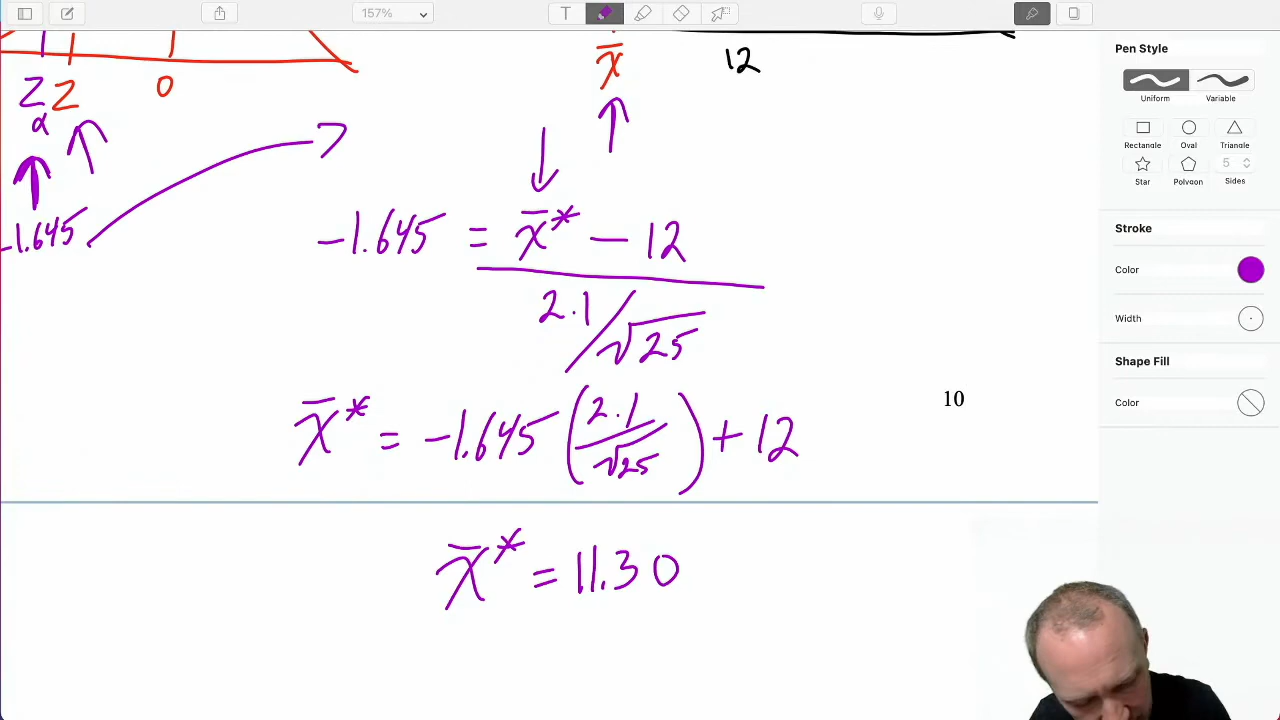 157%
T
Pen Style
Uniform Variable
Rectangle Oval Triangle
Star Polygon 5 Sides
Stroke
Color
Width
Shape Fill
Color
Z Z 0
α
-1.645
x̄
12
-1.645 = x̄* - 12
2.1/√25
x̄* = -1.645 (2.1/√25) + 12
10
x̄* = 11.30